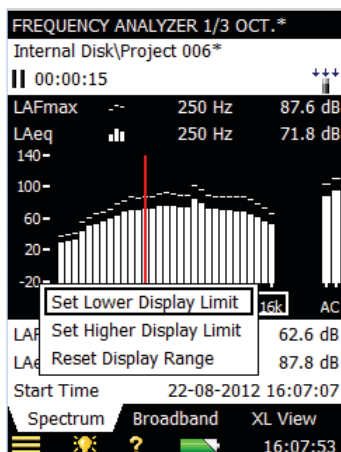 FREQUENCY ANALYZER 1/3 OCT.*
Internal Disk\Project 006*
00:00:15
LAFmax 250 Hz 87.6 dB
LAeq 250 Hz 71.8 dB
140
100
60
20
-20
Set Lower Display Limit 16k AC
Set Higher Display Limit 62.6 dB
Reset Display Range 87.8 dB
Start Time 22-08-2012 16:07:07
Spectrum Broadband XL View
? 16:07:53